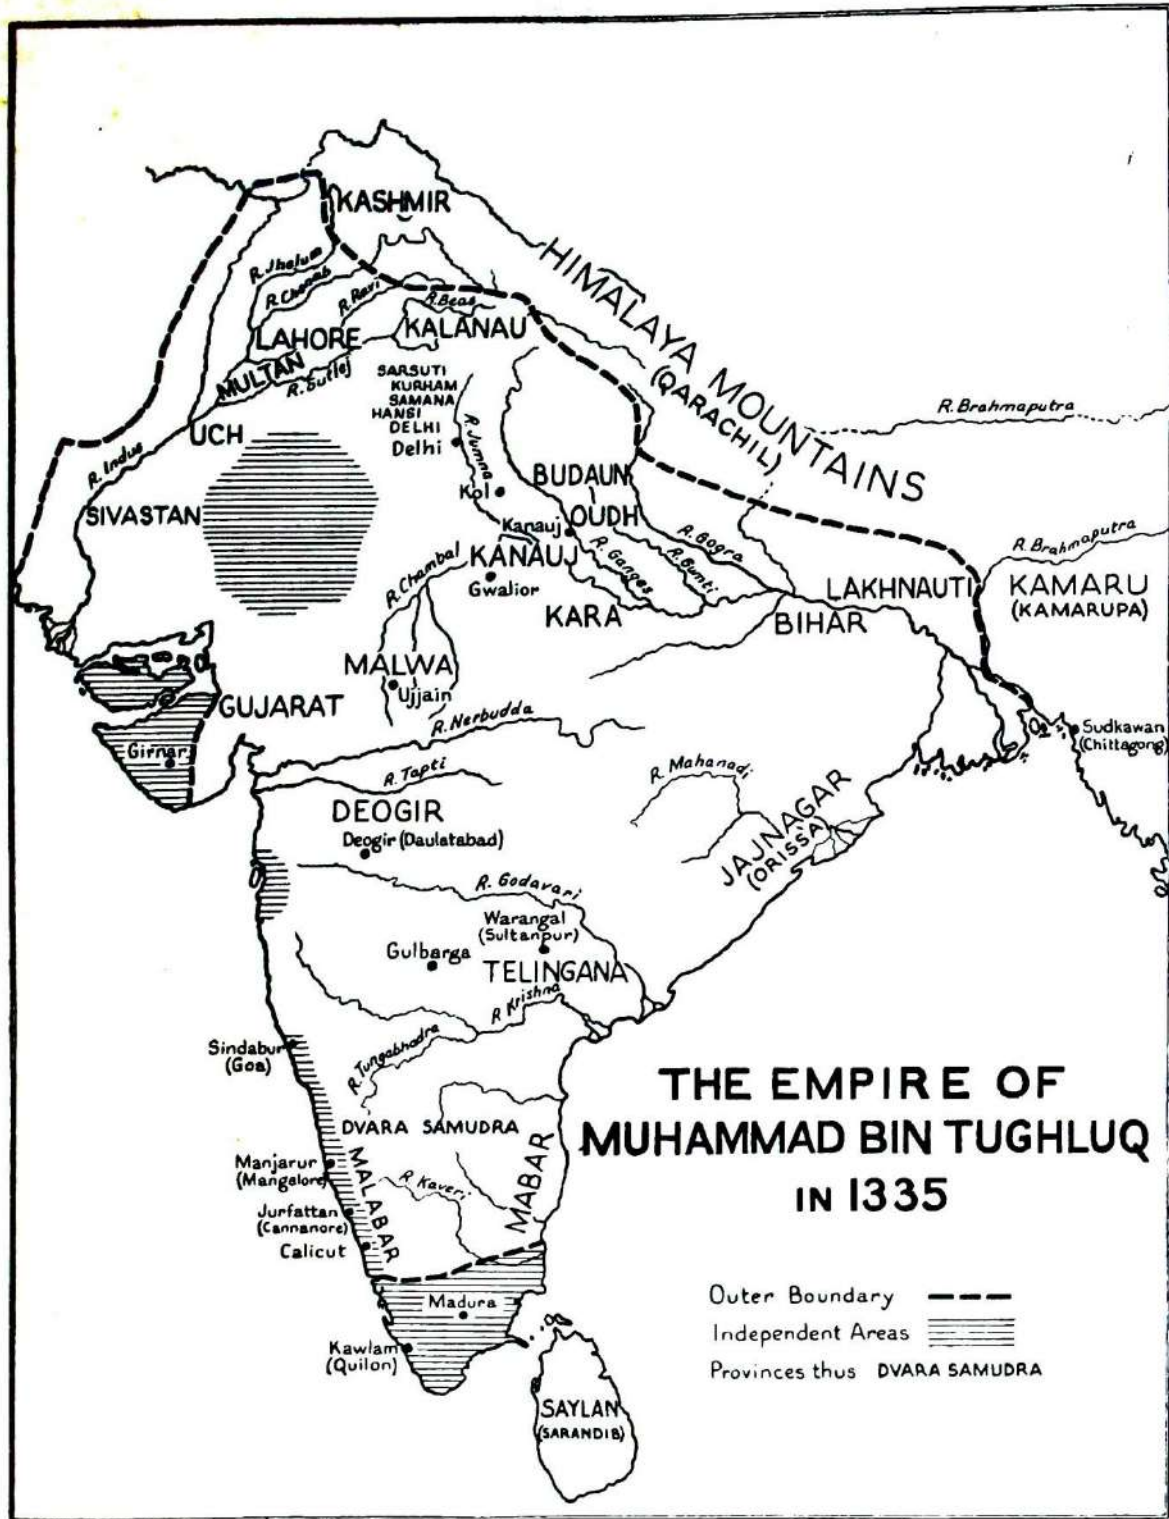 KASHMIR
HIMALAYA MOUNTAINS
(QARACHIL)
R. Jhelum
R. Chenab
R. Ravi
R. Beas
LAHORE
KALANAU
MULTAN
R. Sutlej
SARSUTI
KURHAM
SAMANA
HANSI
DELHI
Delhi
R. Jumna
R. Brahmaputra
UCH
R. Indus
SIVASTAN
Kol
BUDAUN
OUDH
Kanauj
KANAUJ
R. Gogra
R. Gumti
R. Ganges
R. Brahmaputra
R. Chambal
Gwalior
KARA
LAKHNAUTI
BIHAR
KAMARU
(KAMARUPA)
MALWA
Ujjain
GUJARAT
R. Nerbudda
Girnar
Sudkawan
(Chittagong)
R. Tapti
R. Mahanadi
DEOGIR
Deogir (Daulatabad)
JAJNAGAR
(ORISSA)
R. Godavari
Warangal
(Sultanpur)
Gulbarga
TELINGANA
R Krishna
Sindabur
(Goa)
R. Tungabhadra
THE EMPIRE OF
MUHAMMAD BIN TUGHLUQ
IN 1335
DVARA SAMUDRA
Manjarur
(Mangalore)
MALABAR
R. Kaveri
MABAR
Jurfattan
(Cannanore)
Calicut
Madura
Kawlam
(Quilon)
Outer Boundary
Independent Areas
Provinces thus DVARA SAMUDRA
SAYLAN
(SARANDIB)